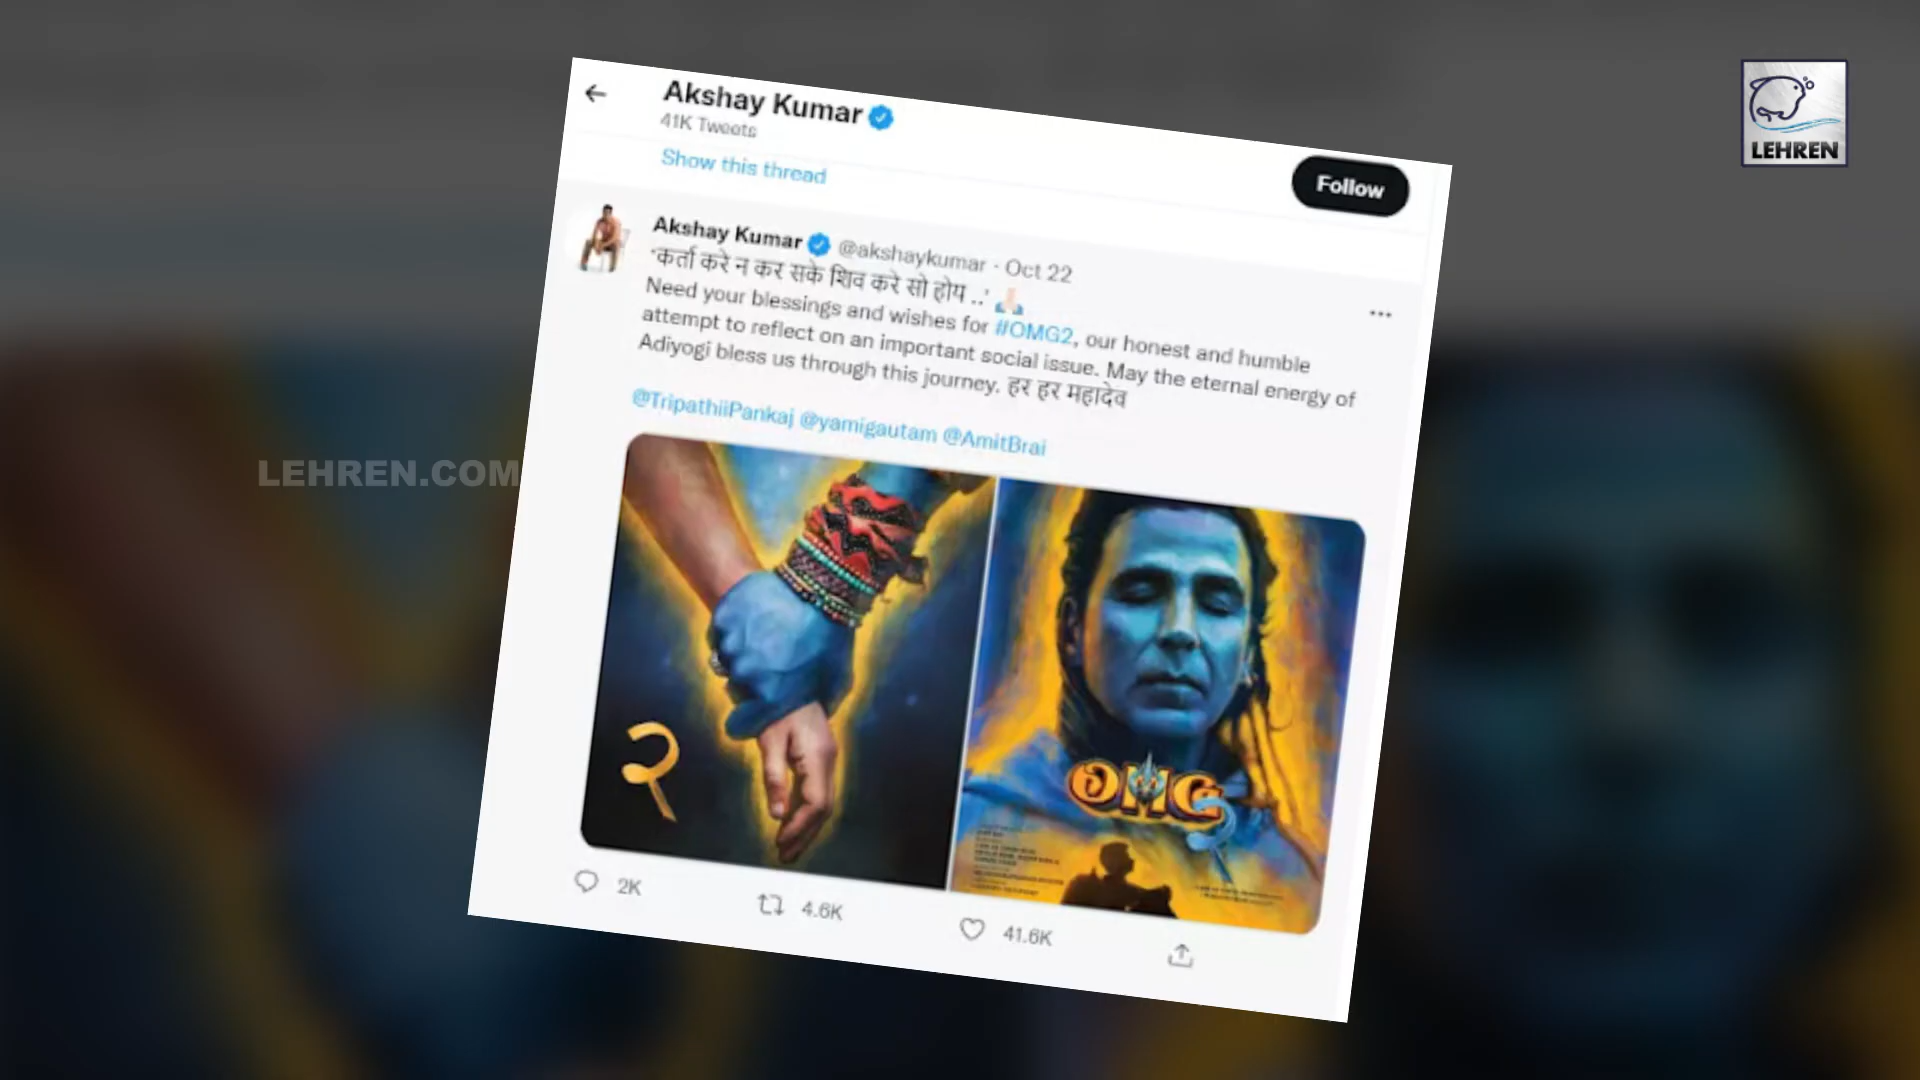 LEHREN
Akshay Kumar
41K Tweets
Show this thread
Follow
Akshay Kumar @akshaykumar · Oct 22
'कर्ता करे न कर सके शिव करे सो होय ..' 🙏🏻
Need your blessings and wishes for #OMG2, our honest and humble
attempt to reflect on an important social issue. May the eternal energy of
Adiyogi bless us through this journey. हर हर महादेव
@TripathiiPankaj @yamigautam @AmitBrai
LEHREN.COM
२
OMG
२
2K
4.6K
41.6K